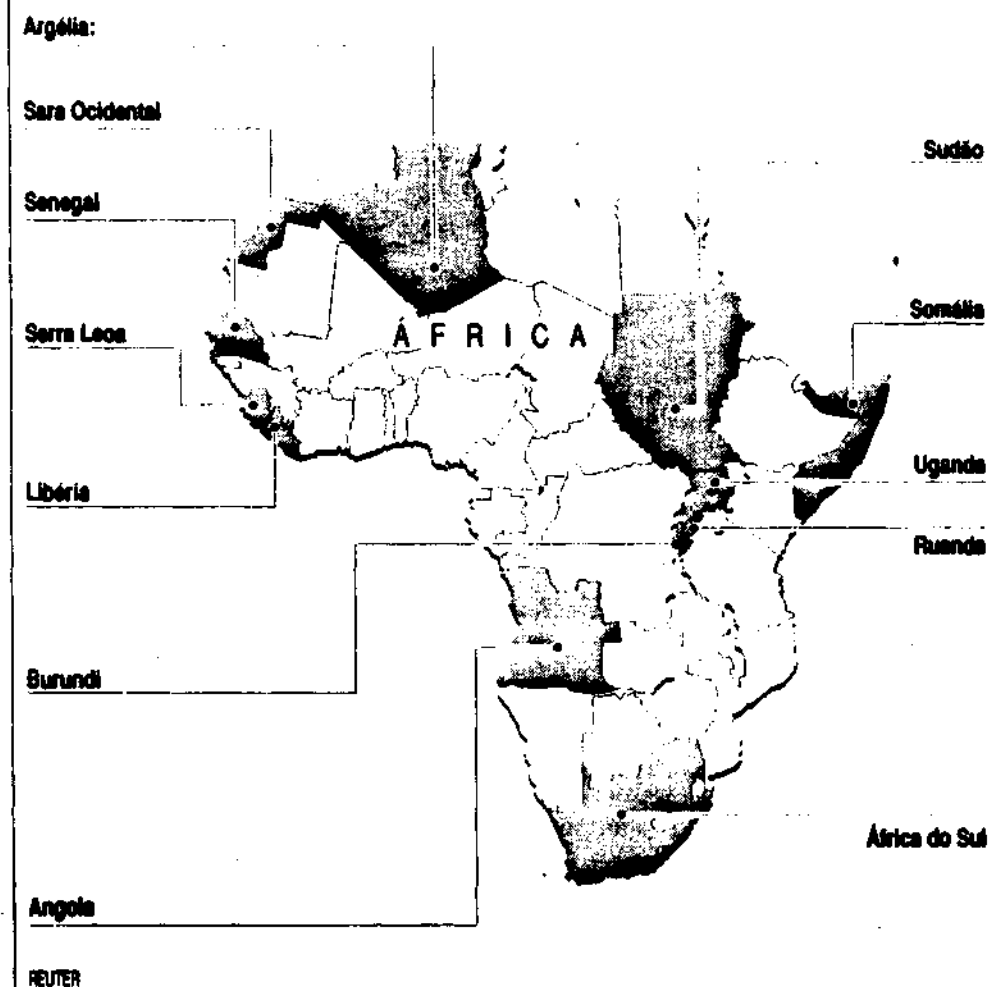 Argélia:
Sara Ocidental
Sudão
Senegal
Somália
Serra Leoa
ÁFRICA
Uganda
Libéria
Ruanda
Burundi
África do Sul
Angola
REUTER